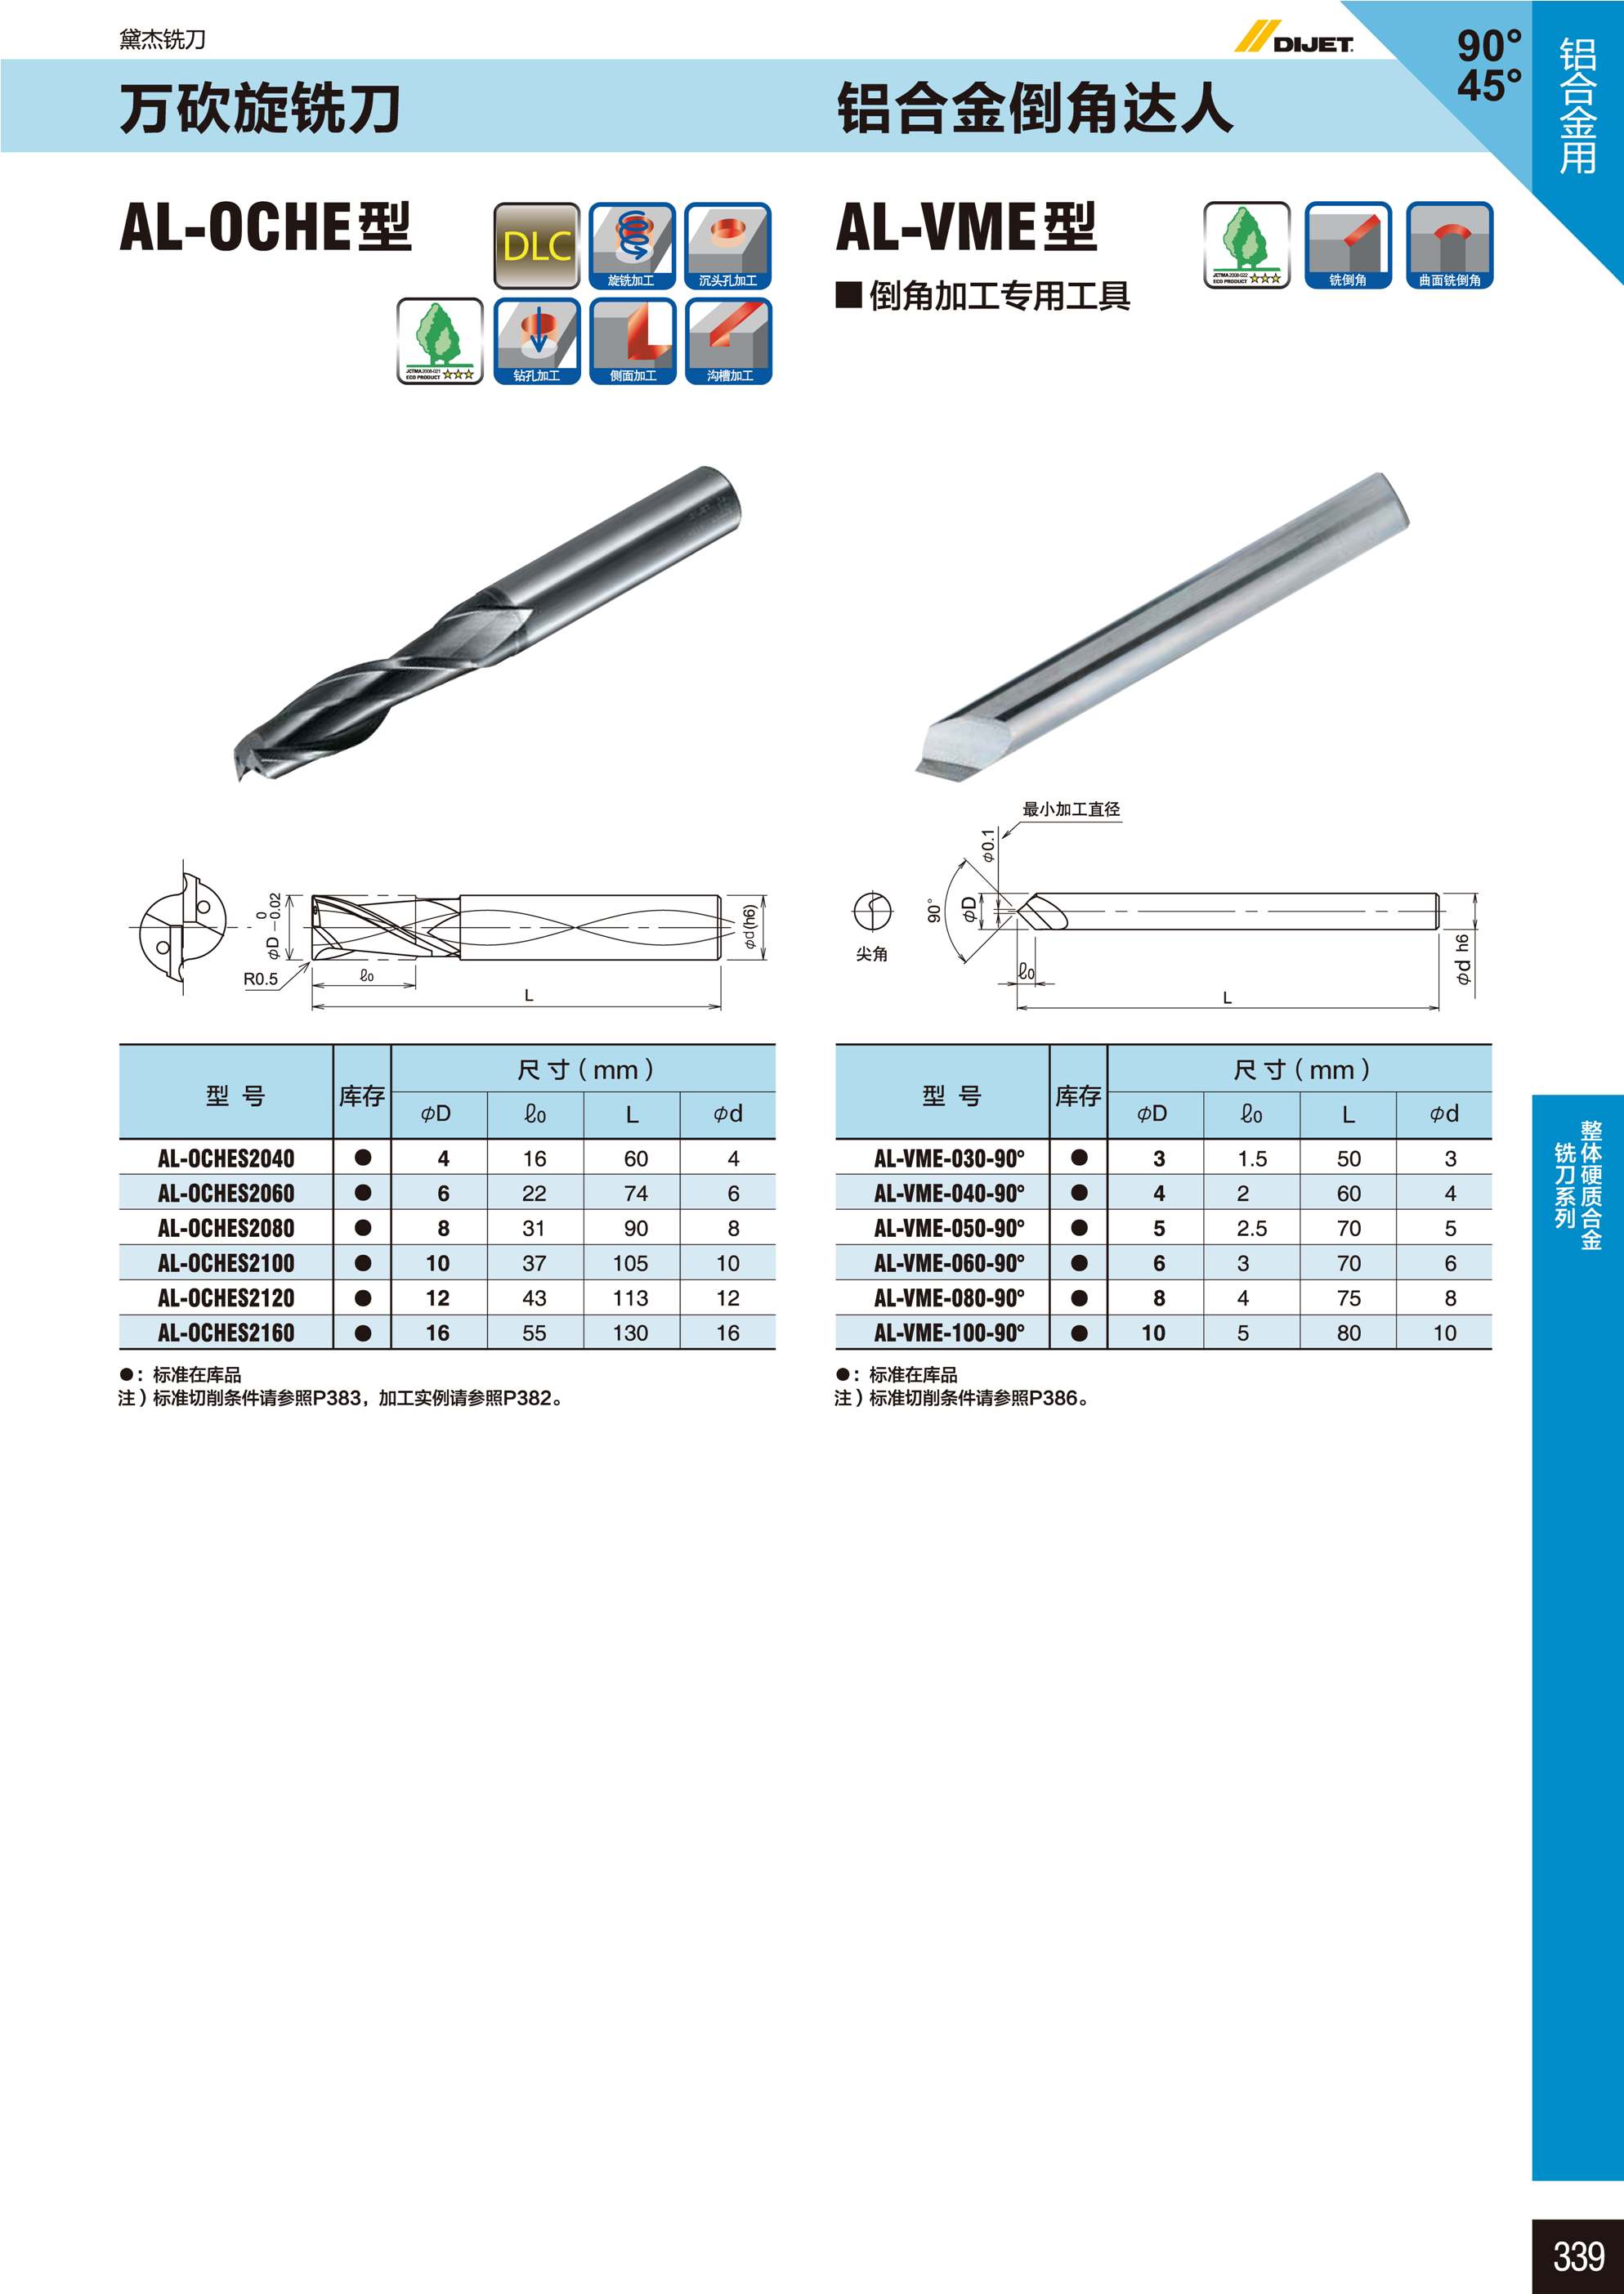 黛杰铣刀
DIJET
90°
45°
铝合金用
万砍旋铣刀
铝合金倒角达人
AL-OCHE型
DLC
旋铣加工
沉头孔加工
JCTMA2008-021
ECO PRODUCT ☆☆☆
钻孔加工
侧面加工
沟槽加工
AL-VME型
■倒角加工专用工具
JCTMA2008-022
ECO PRODUCT ☆☆☆
铣倒角
曲面铣倒角
φD 0 -0.02
R0.5
ℓ0
L
φd(h6)
最小加工直径
φ0.1
φD
90°
尖角
ℓ0
L
φd h6
型 号 库存 尺 寸 ( mm )
φD ℓ0 L φd
AL-OCHES2040 ● 4 16 60 4
AL-OCHES2060 ● 6 22 74 6
AL-OCHES2080 ● 8 31 90 8
AL-OCHES2100 ● 10 37 105 10
AL-OCHES2120 ● 12 43 113 12
AL-OCHES2160 ● 16 55 130 16
●：标准在库品
注）标准切削条件请参照P383，加工实例请参照P382。
型 号 库存 尺 寸 ( mm )
φD ℓ0 L φd
AL-VME-030-90° ● 3 1.5 50 3
AL-VME-040-90° ● 4 2 60 4
AL-VME-050-90° ● 5 2.5 70 5
AL-VME-060-90° ● 6 3 70 6
AL-VME-080-90° ● 8 4 75 8
AL-VME-100-90° ● 10 5 80 10
●：标准在库品
注）标准切削条件请参照P386。
整体硬质合金
铣刀系列
339